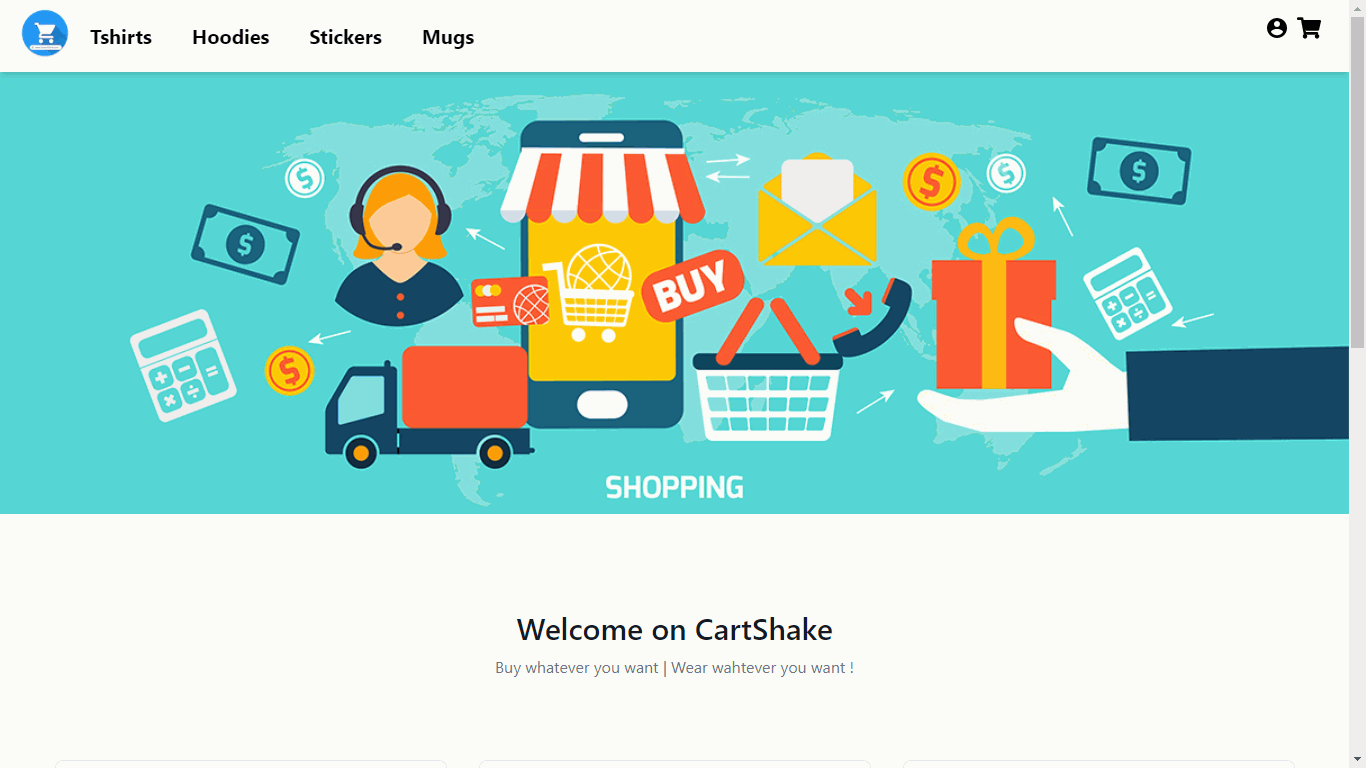 Tshirts Hoodies Stickers Mugs
BUY
SHOPPING
Welcome on CartShake
Buy whatever you want | Wear wahtever you want !